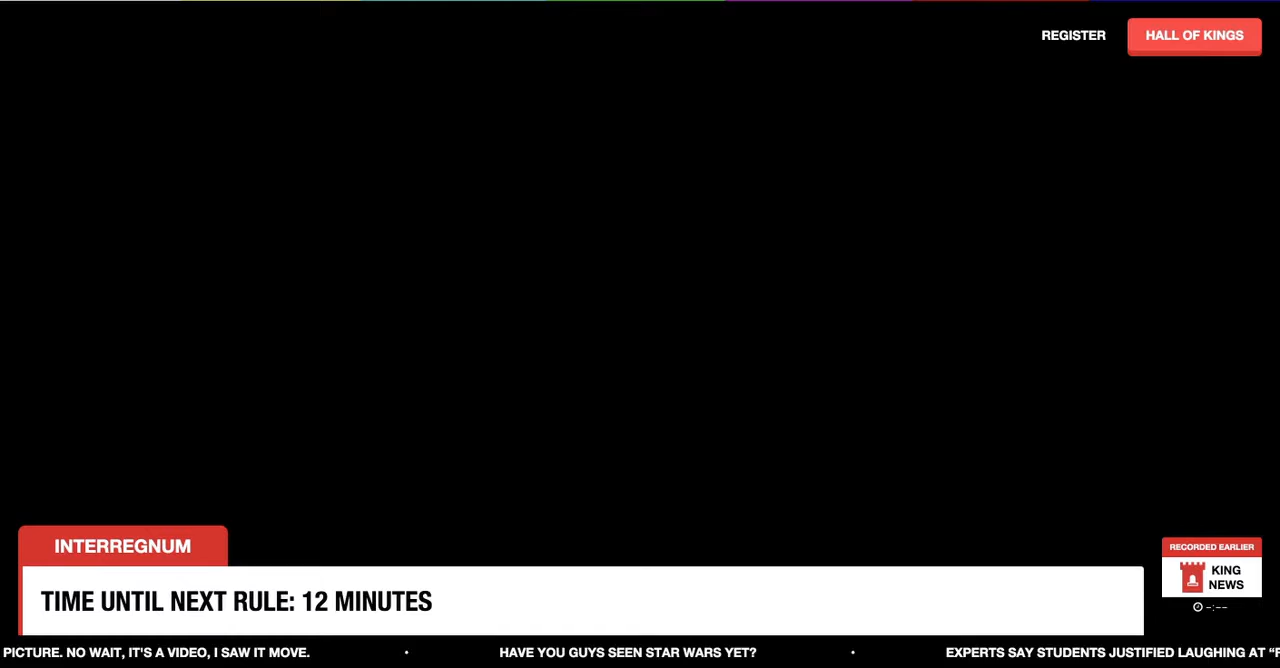 REGISTER
HALL OF KINGS
INTERREGNUM
TIME UNTIL NEXT RULE: 12 MINUTES
RECORDED EARLIER
KING
NEWS
-:--
PICTURE. NO WAIT, IT'S A VIDEO, I SAW IT MOVE. • HAVE YOU GUYS SEEN STAR WARS YET? • EXPERTS SAY STUDENTS JUSTIFIED LAUGHING AT